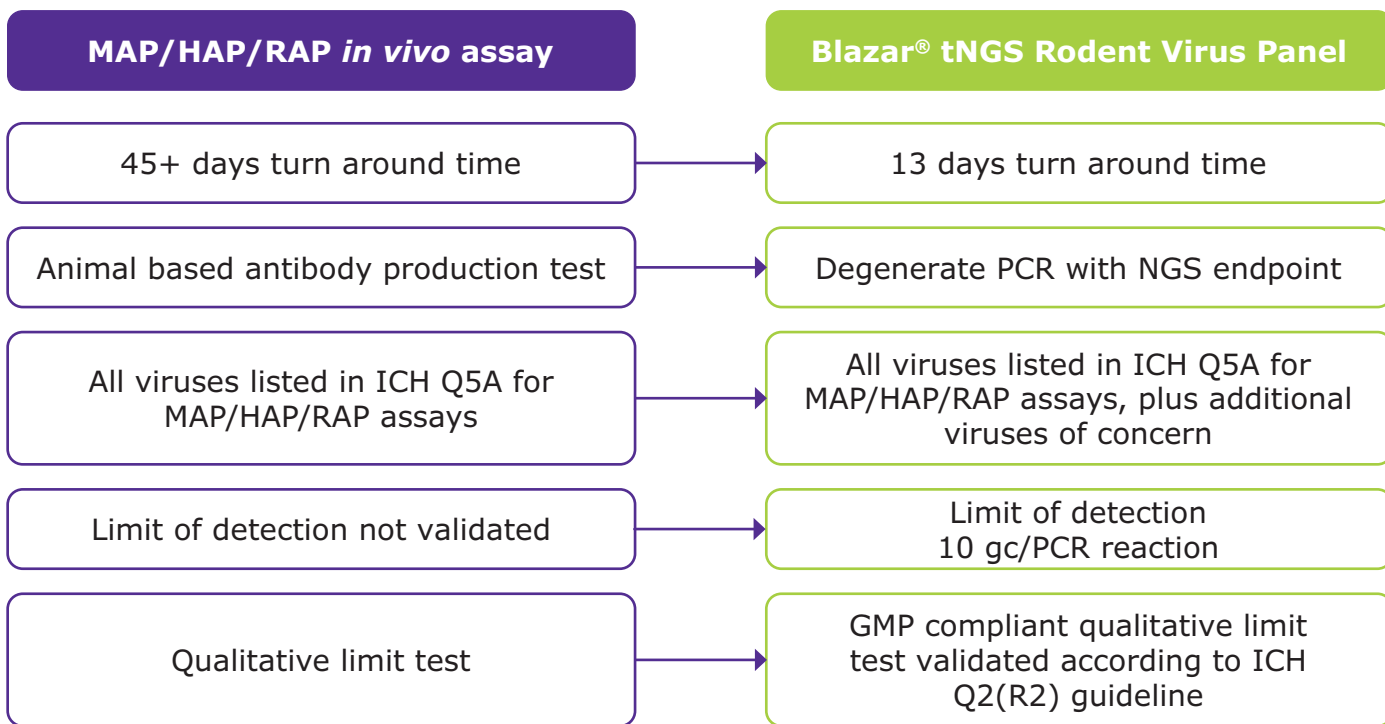 MAP/HAP/RAP in vivo assay
Blazar® tNGS Rodent Virus Panel
45+ days turn around time
13 days turn around time
Animal based antibody production test
Degenerate PCR with NGS endpoint
All viruses listed in ICH Q5A for
MAP/HAP/RAP assays
All viruses listed in ICH Q5A for
MAP/HAP/RAP assays, plus additional
viruses of concern
Limit of detection not validated
Limit of detection
10 gc/PCR reaction
Qualitative limit test
GMP compliant qualitative limit
test validated according to ICH
Q2(R2) guideline